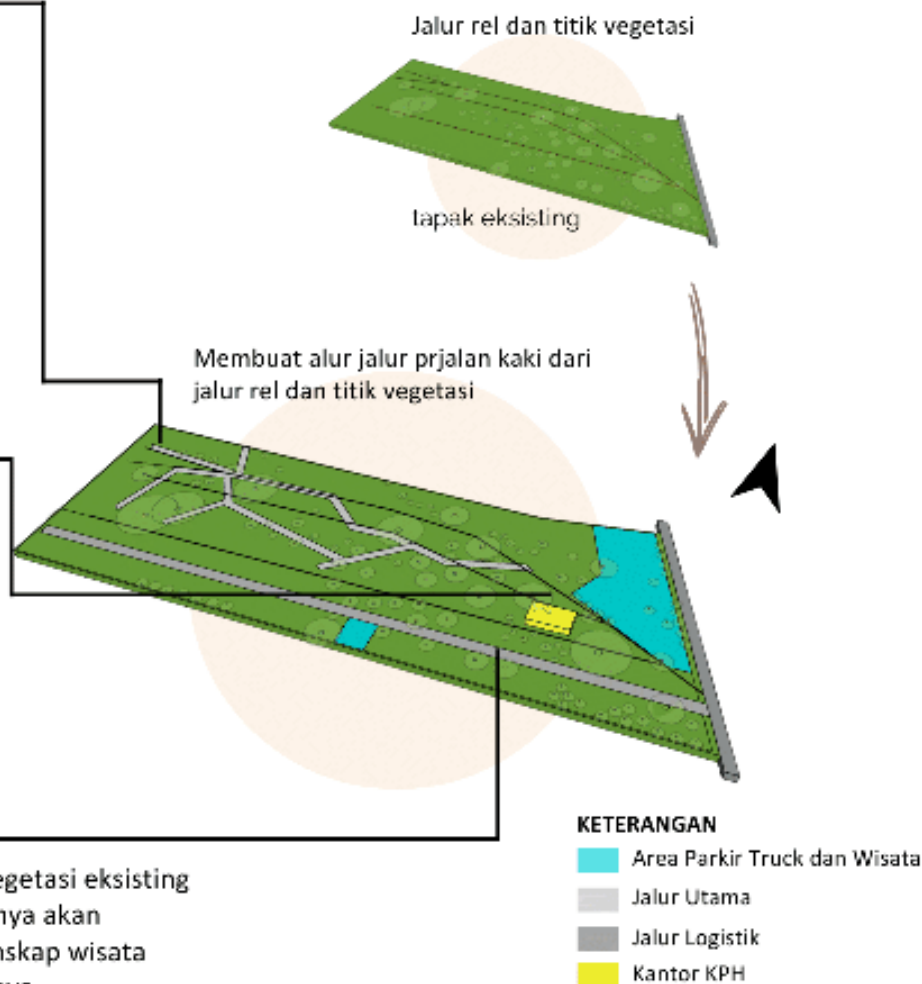 Jalur rel dan titik vegetasi
tapak eksisting
Membuat alur jalur prjalan kaki dari
jalur rel dan titik vegetasi
KETERANGAN
Area Parkir Truck dan Wisata
Jalur Utama
Jalur Logistik
Kantor KPH
egetasi eksisting
nya akan
nskap wisata